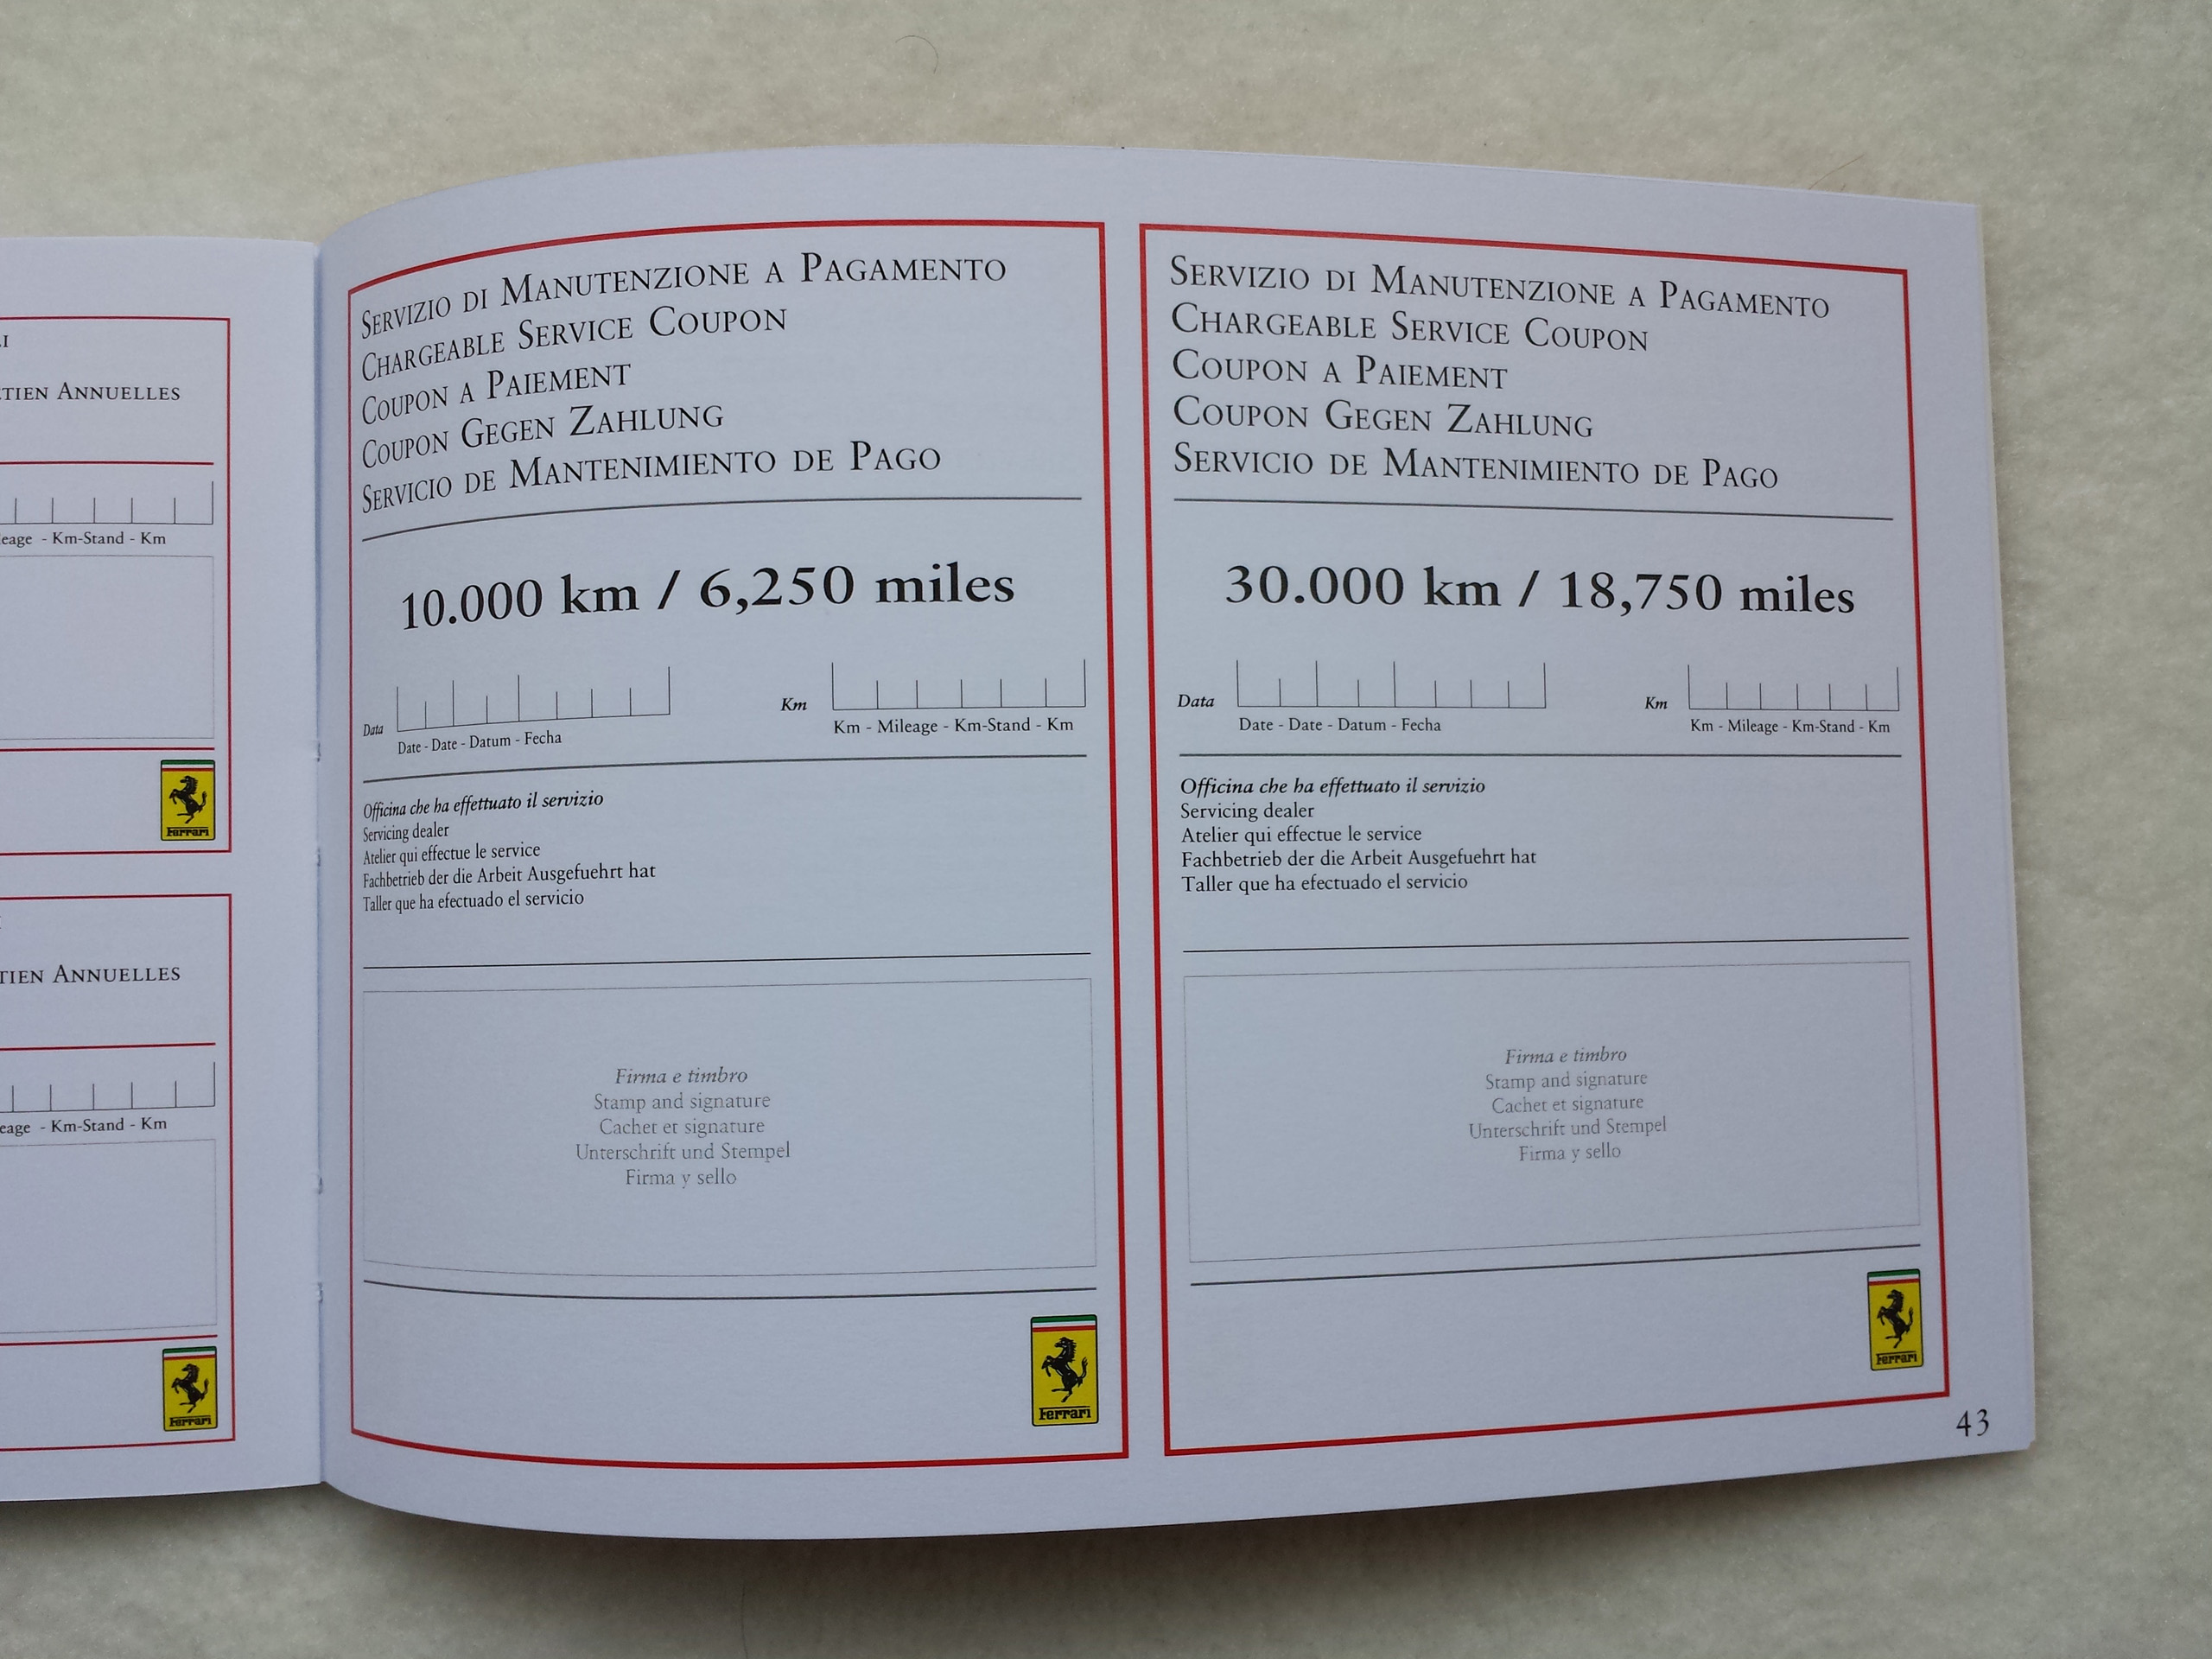 TIEN ANNUELLES
eage - Km-Stand - Km
Ferrari
TIEN ANNUELLES
eage - Km-Stand - Km
Ferrari
SERVIZIO DI MANUTENZIONE A PAGAMENTO
CHARGEABLE SERVICE COUPON
COUPON A PAIEMENT
COUPON GEGEN ZAHLUNG
SERVICIO DE MANTENIMIENTO DE PAGO
10.000 km / 6,250 miles
Data
Date - Date - Datum - Fecha
Km
Km - Mileage - Km-Stand - Km
Officina che ha effettuato il servizio
Servicing dealer
Atelier qui effectue le service
Fachbetrieb der die Arbeit Ausgefuehrt hat
Taller que ha efectuado el servicio
Firma e timbro
Stamp and signature
Cachet et signature
Unterschrift und Stempel
Firma y sello
Ferrari
SERVIZIO DI MANUTENZIONE A PAGAMENTO
CHARGEABLE SERVICE COUPON
COUPON A PAIEMENT
COUPON GEGEN ZAHLUNG
SERVICIO DE MANTENIMIENTO DE PAGO
30.000 km / 18,750 miles
Data
Date - Date - Datum - Fecha
Km
Km - Mileage - Km-Stand - Km
Officina che ha effettuato il servizio
Servicing dealer
Atelier qui effectue le service
Fachbetrieb der die Arbeit Ausgefuehrt hat
Taller que ha efectuado el servicio
Firma e timbro
Stamp and signature
Cachet et signature
Unterschrift und Stempel
Firma y sello
Ferrari
43